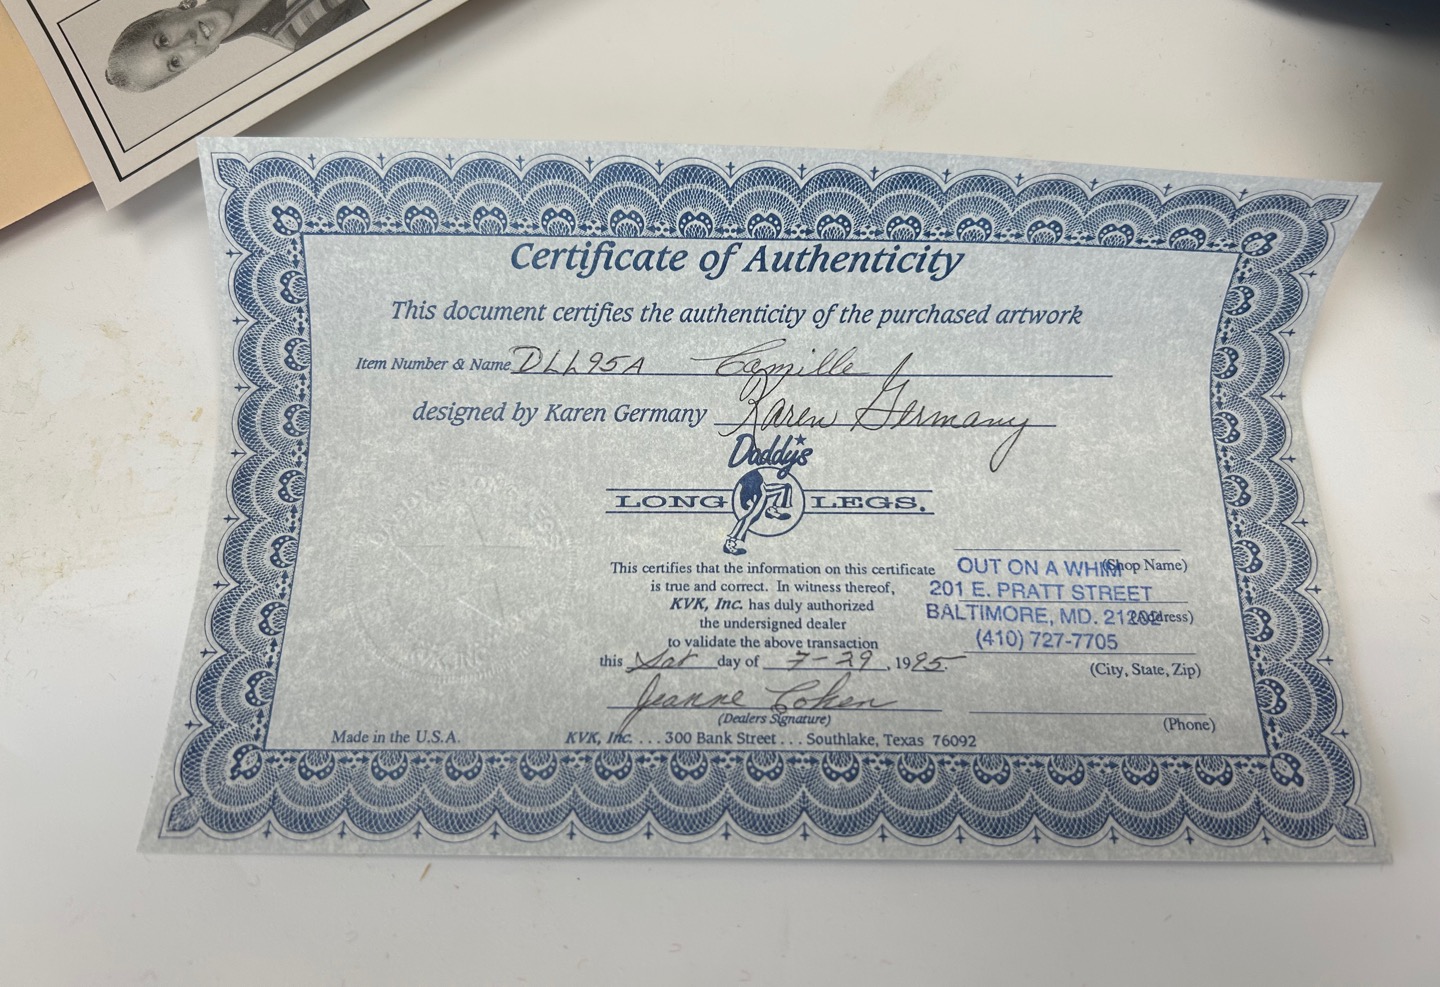 Certificate of Authenticity
This document certifies the authenticity of the purchased artwork
Item Number & Name DLL95A Camille
designed by Karen Germany Karen Germany
Daddy's
LONG LEGS.
This certifies that the information on this certificate
is true and correct. In witness thereof,
KVK, Inc. has duly authorized
the undersigned dealer
to validate the above transaction
this Sat day of 7-29, 1995.
Jeanne Cohen
(Dealers Signature)
OUT ON A WHIM (Shop Name)
201 E. PRATT STREET
BALTIMORE, MD. 21202 (Address)
(410) 727-7705
(City, State, Zip)
(Phone)
Made in the U.S.A.
KVK, Inc. . . . 300 Bank Street . . . Southlake, Texas 76092